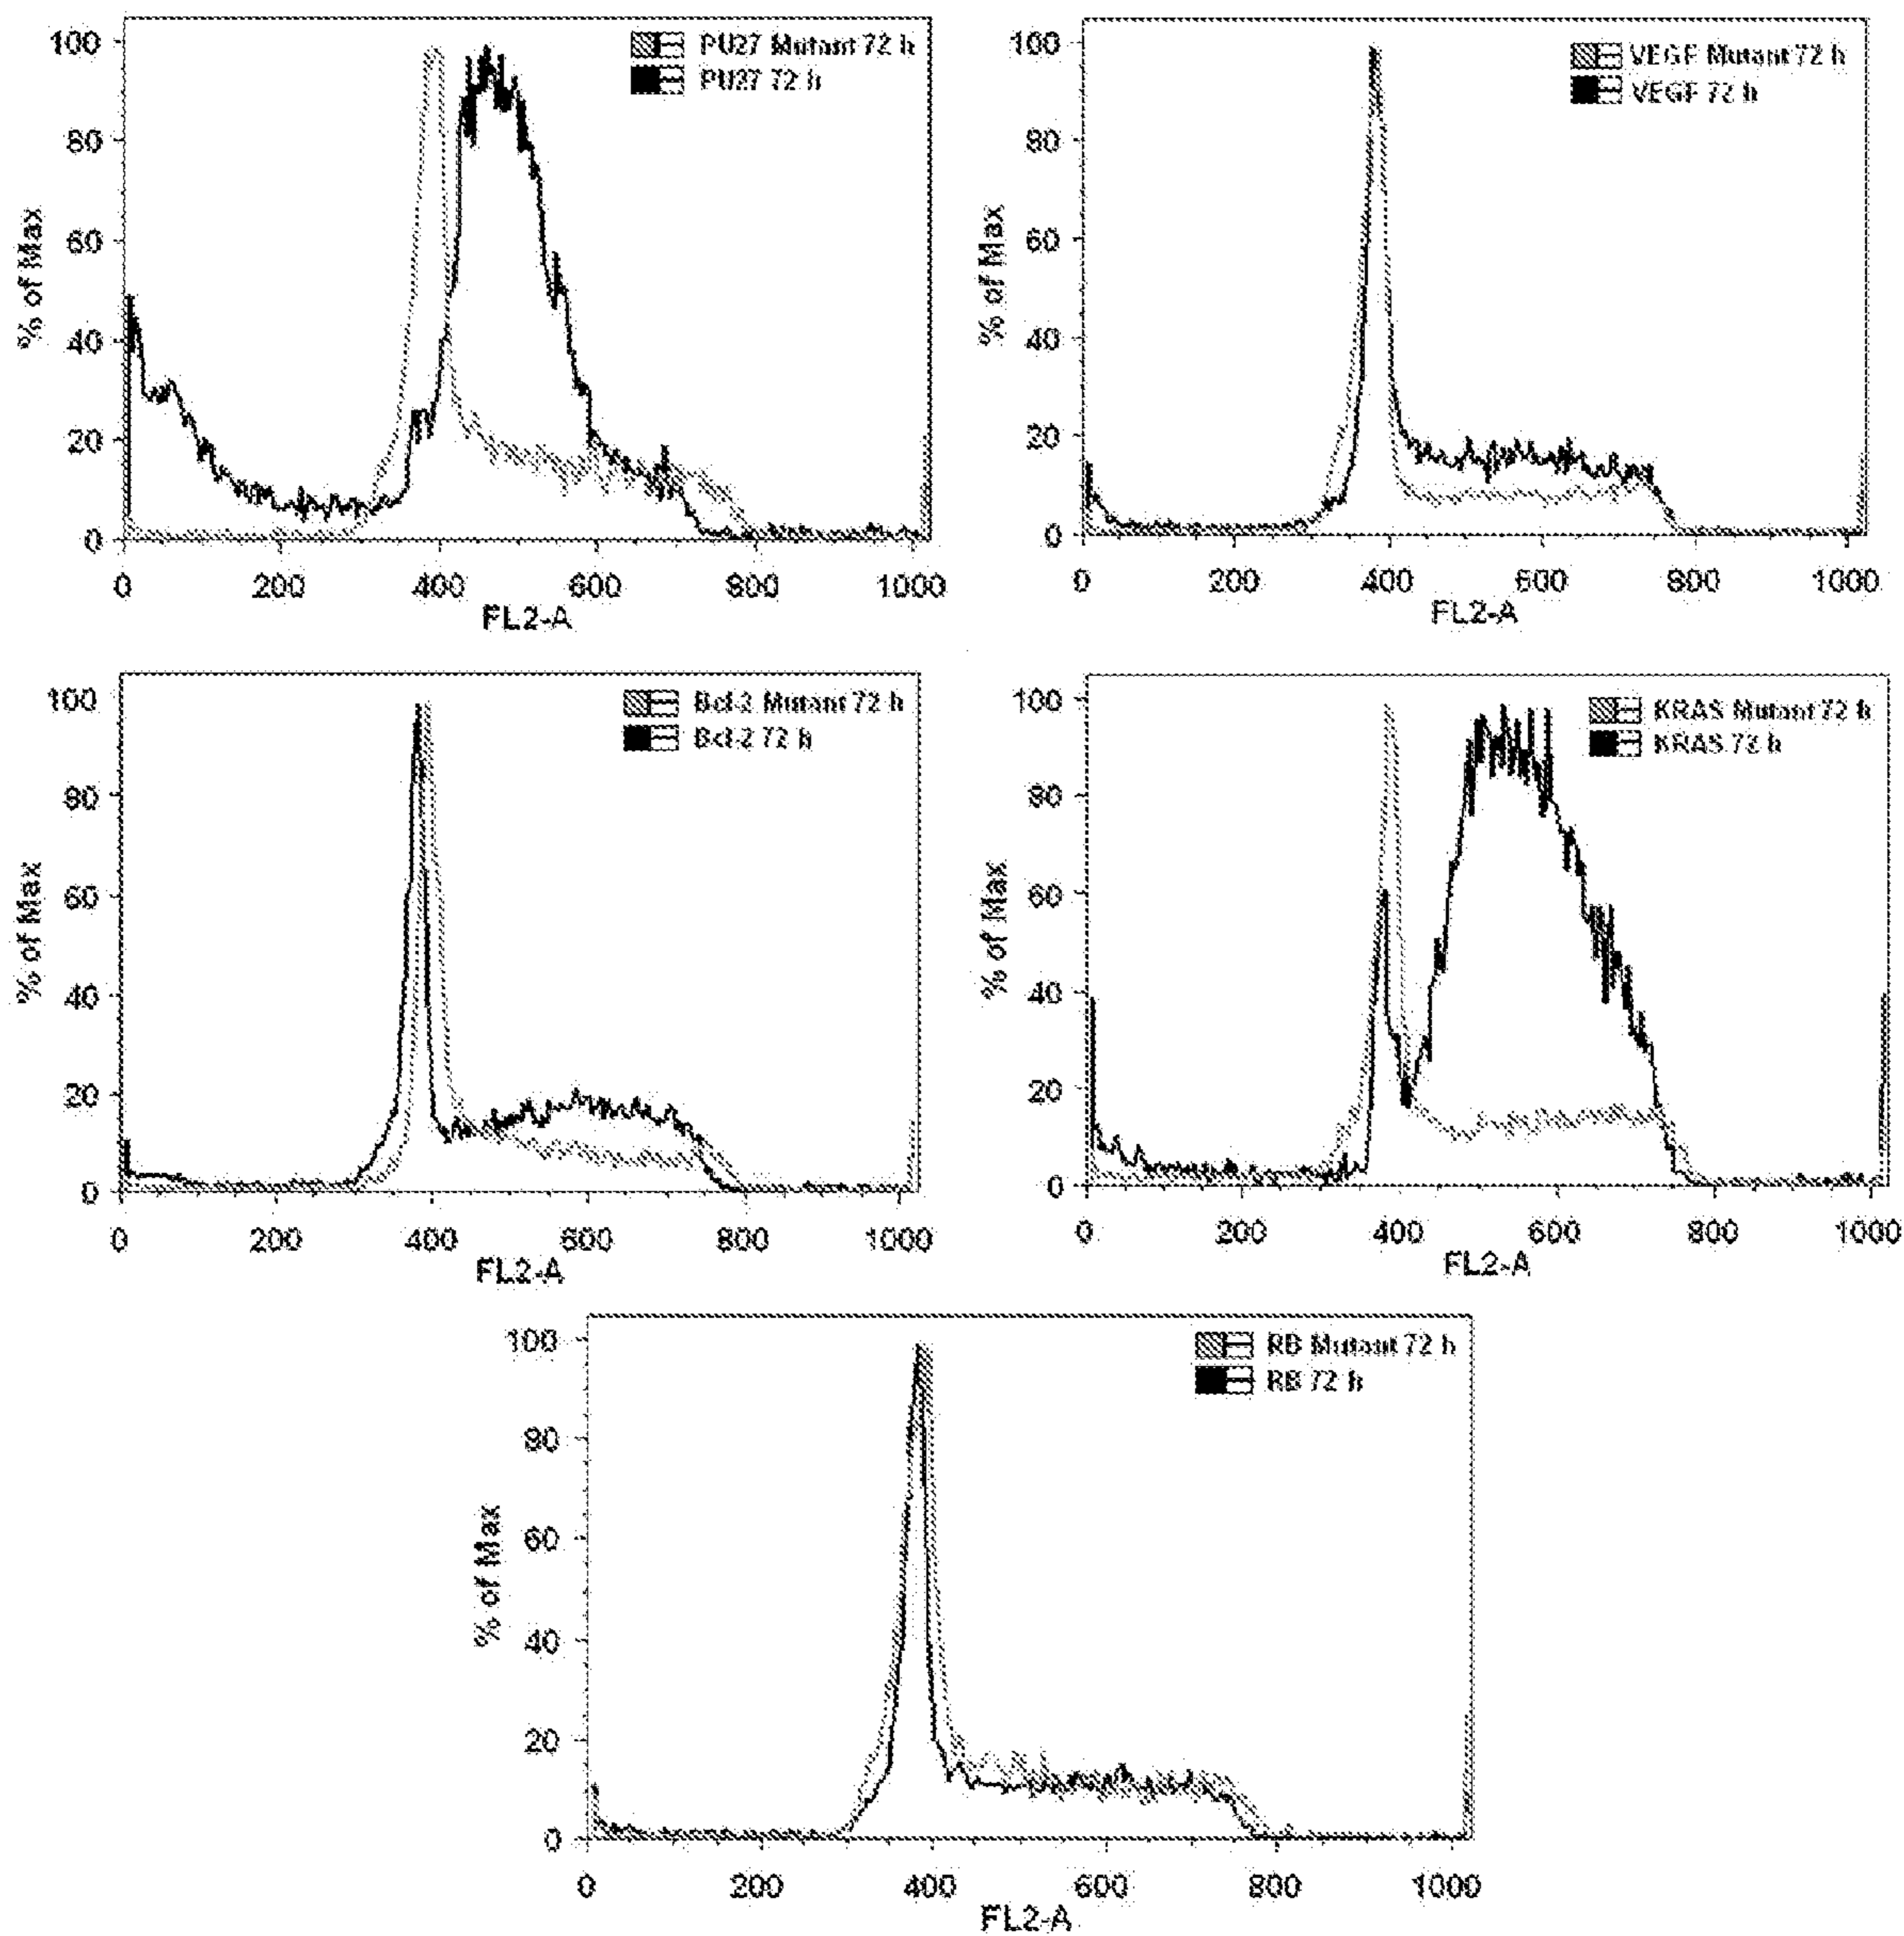 PU27 Mutant 72 h
PU27 72 h
% of Max
100
80
60
40
20
0
0 200 400 600 800 1000
FL2-A
VEGF Mutant 72 h
VEGF 72 h
% of Max
100
80
60
40
20
0
0 200 400 600 800 1000
FL2-A
Bcl-2 Mutant 72 h
Bcl-2 72 h
% of Max
100
80
60
40
20
0
0 200 400 600 800 1000
FL2-A
KRAS Mutant 72 h
KRAS 72 h
% of Max
100
80
60
40
20
0
0 200 400 600 800 1000
FL2-A
RB Mutant 72 h
RB 72 h
% of Max
100
80
60
40
20
0
0 200 400 600 800 1000
FL2-A